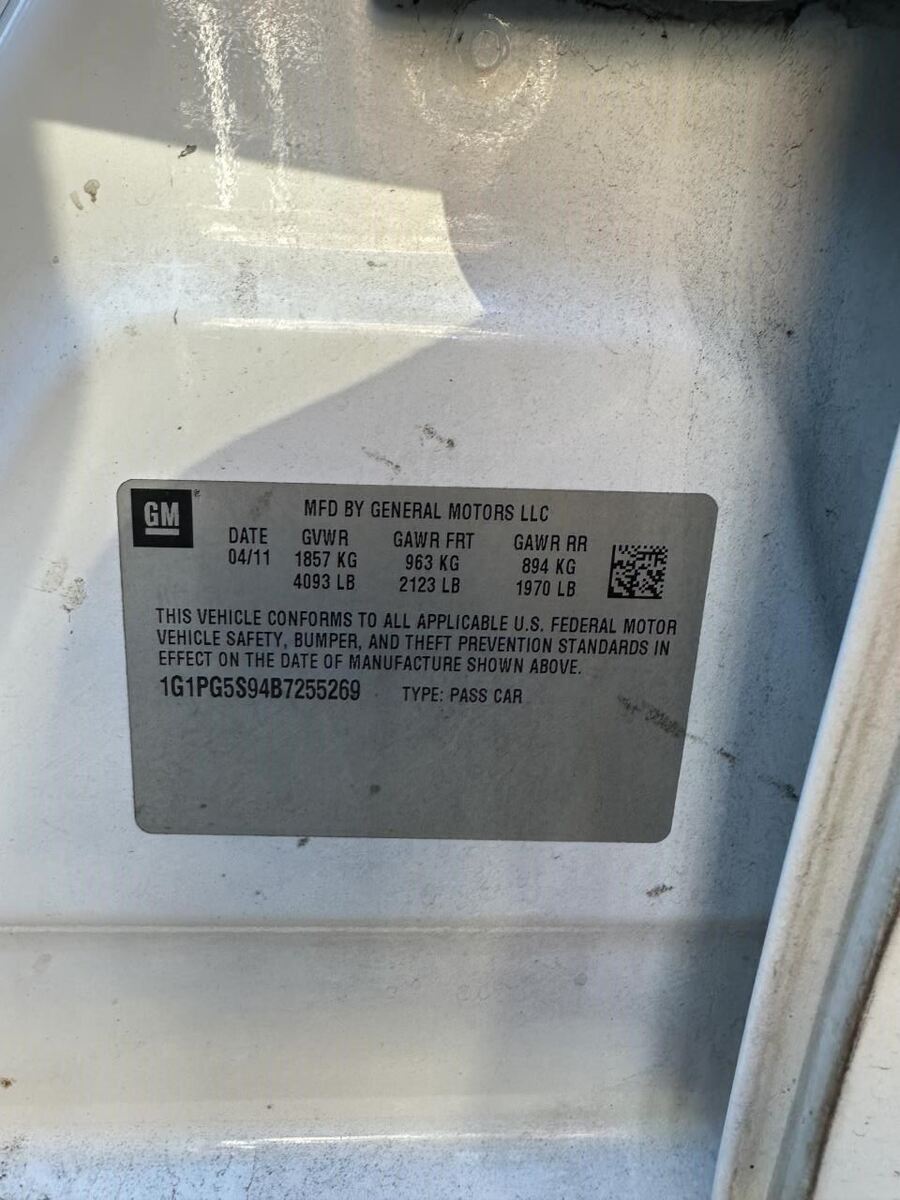 GM ®
MFD BY GENERAL MOTORS LLC
DATE GVWR GAWR FRT GAWR RR
04/11 1857 KG 963 KG 894 KG
4093 LB 2123 LB 1970 LB
THIS VEHICLE CONFORMS TO ALL APPLICABLE U.S. FEDERAL MOTOR
VEHICLE SAFETY, BUMPER, AND THEFT PREVENTION STANDARDS IN
EFFECT ON THE DATE OF MANUFACTURE SHOWN ABOVE.
1G1PG5S94B7255269 TYPE: PASS CAR